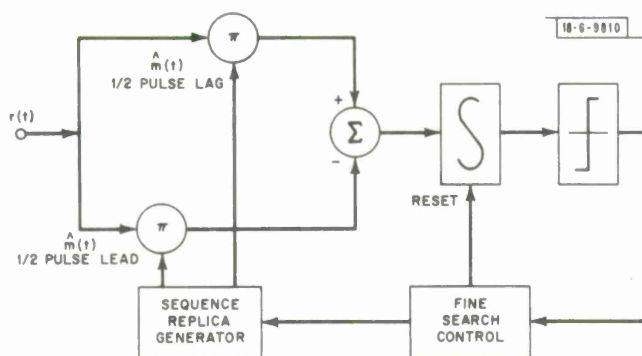 18-6-9810
π
^
m(t)
1/2 PULSE LAG
r(t)
+
Σ
-
∫
RESET
π
^
m(t)
1/2 PULSE LEAD
SEQUENCE
REPLICA
GENERATOR
FINE
SEARCH
CONTROL